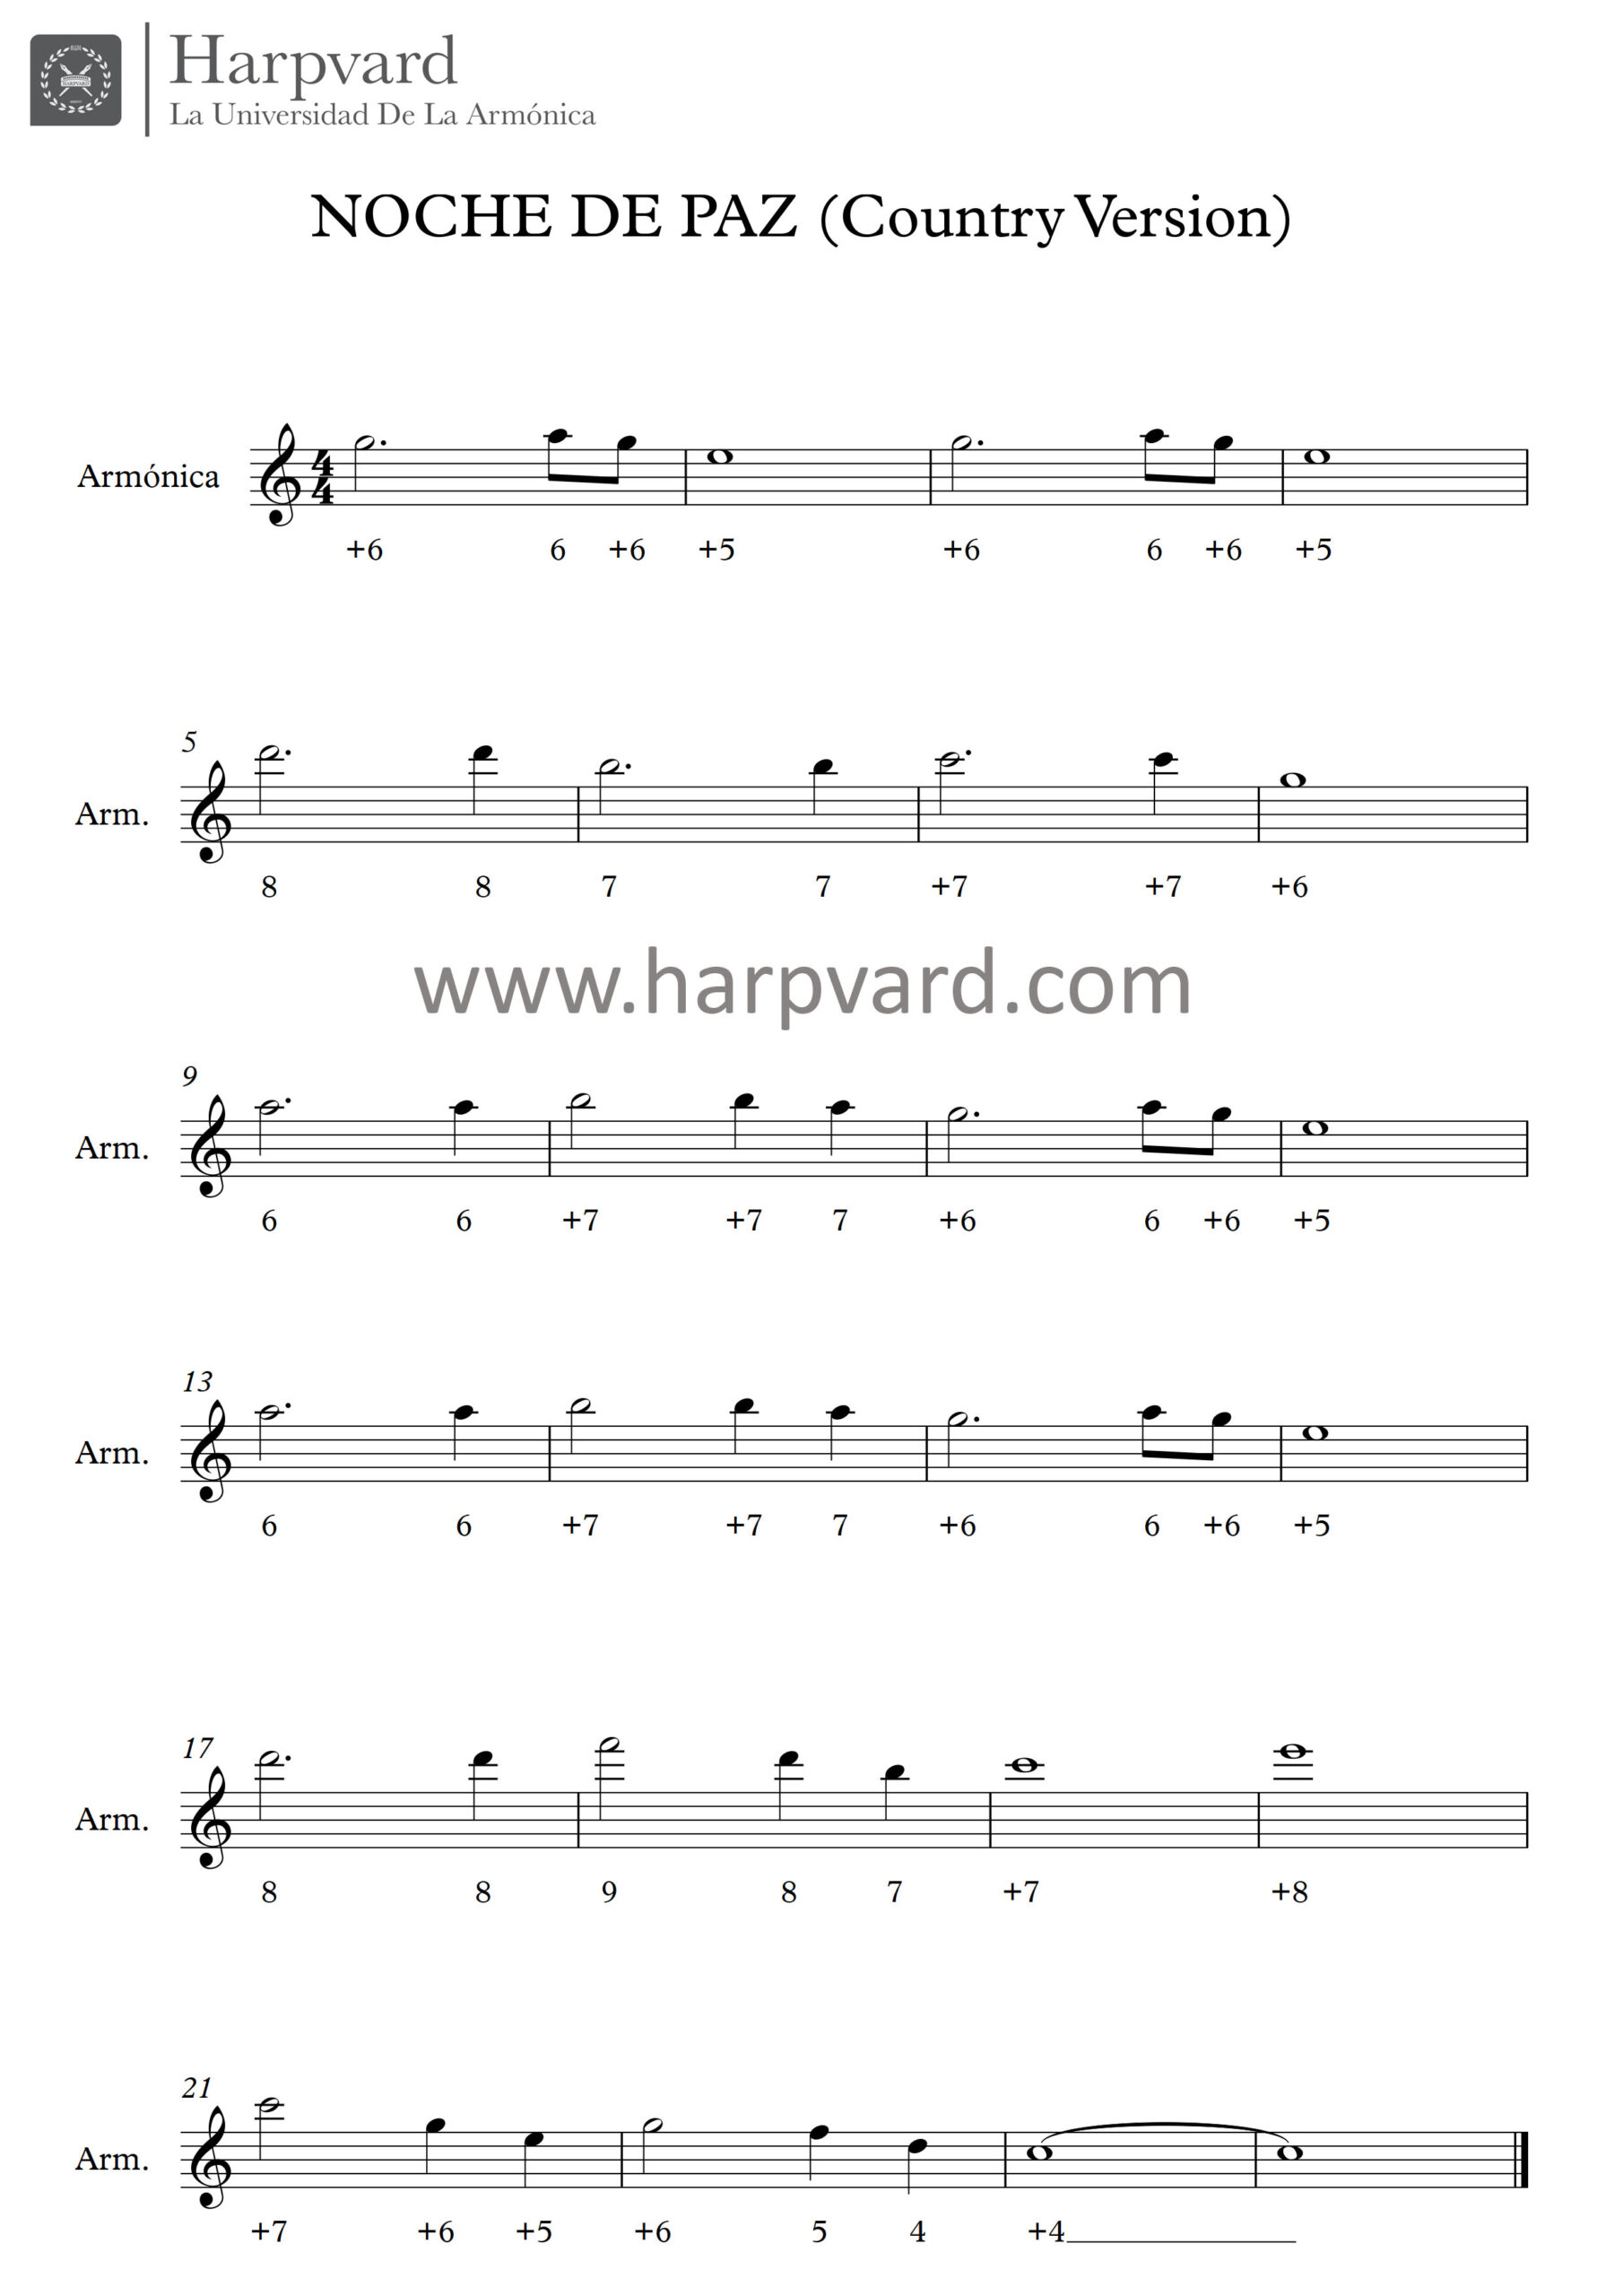 Harpvard
La Universidad De La Armónica
HARPVARD
NOCHE DE PAZ (Country Version)
Armónica
4
4
+6 6 +6 +5 +6 6 +6 +5
5
Arm.
8 8 7 7 +7 +7 +6
www.harpvard.com
9
Arm.
6 6 +7 +7 7 +6 6 +6 +5
13
Arm.
6 6 +7 +7 7 +6 6 +6 +5
17
Arm.
8 8 9 8 7 +7 +8
21
Arm.
+7 +6 +5 +6 5 4 +4